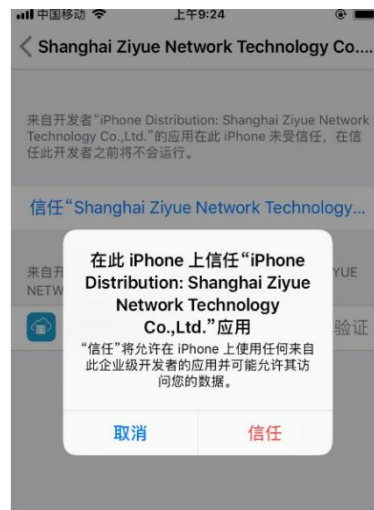 中国移动 上午9:24
Shanghai Ziyue Network Technology Co....
来自开发者“iPhone Distribution: Shanghai Ziyue Network
Technology Co.,Ltd.”的应用在此 iPhone 未受信任，在信
任此开发者之前将不会运行。
信任“Shanghai Ziyue Network Technology...
来自开
YUE
NETW
验证
在此 iPhone 上信任“iPhone
Distribution: Shanghai Ziyue
Network Technology
Co.,Ltd.”应用
“信任”将允许在 iPhone 上使用任何来自
此企业级开发者的应用并可能允许其访
问您的数据。
取消 信任